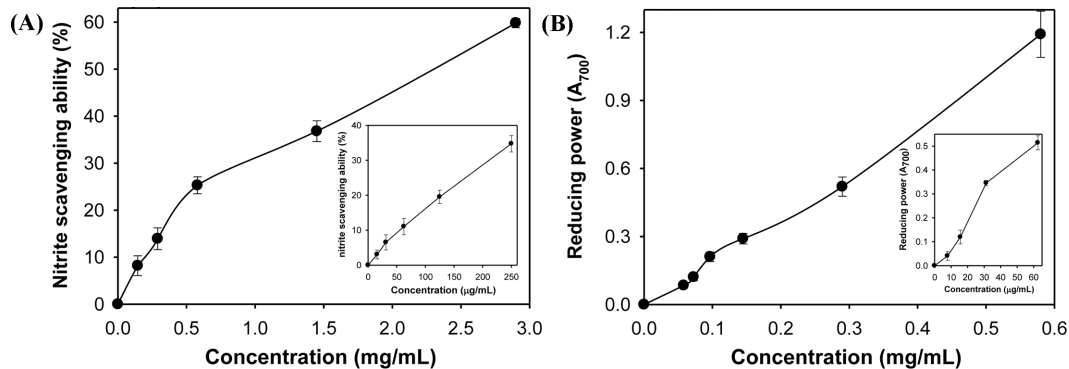 (A)
Nitrite scavenging ability (%)
60
50
40
30
20
10
0
0.0 0.5 1.0 1.5 2.0 2.5 3.0
Concentration (mg/mL)
nitrite scavenging ability (%)
40
30
20
10
0
0 50 100 150 200 250
Concentration (µg/mL)
(B)
Reducing power (A700)
1.2
0.9
0.6
0.3
0.0
0.0 0.1 0.2 0.3 0.4 0.5 0.6
Concentration (mg/mL)
Reducing power (A700)
0.5
0.4
0.3
0.2
0.1
0.0
0 10 20 30 40 50 60
Concentration (µg/mL)